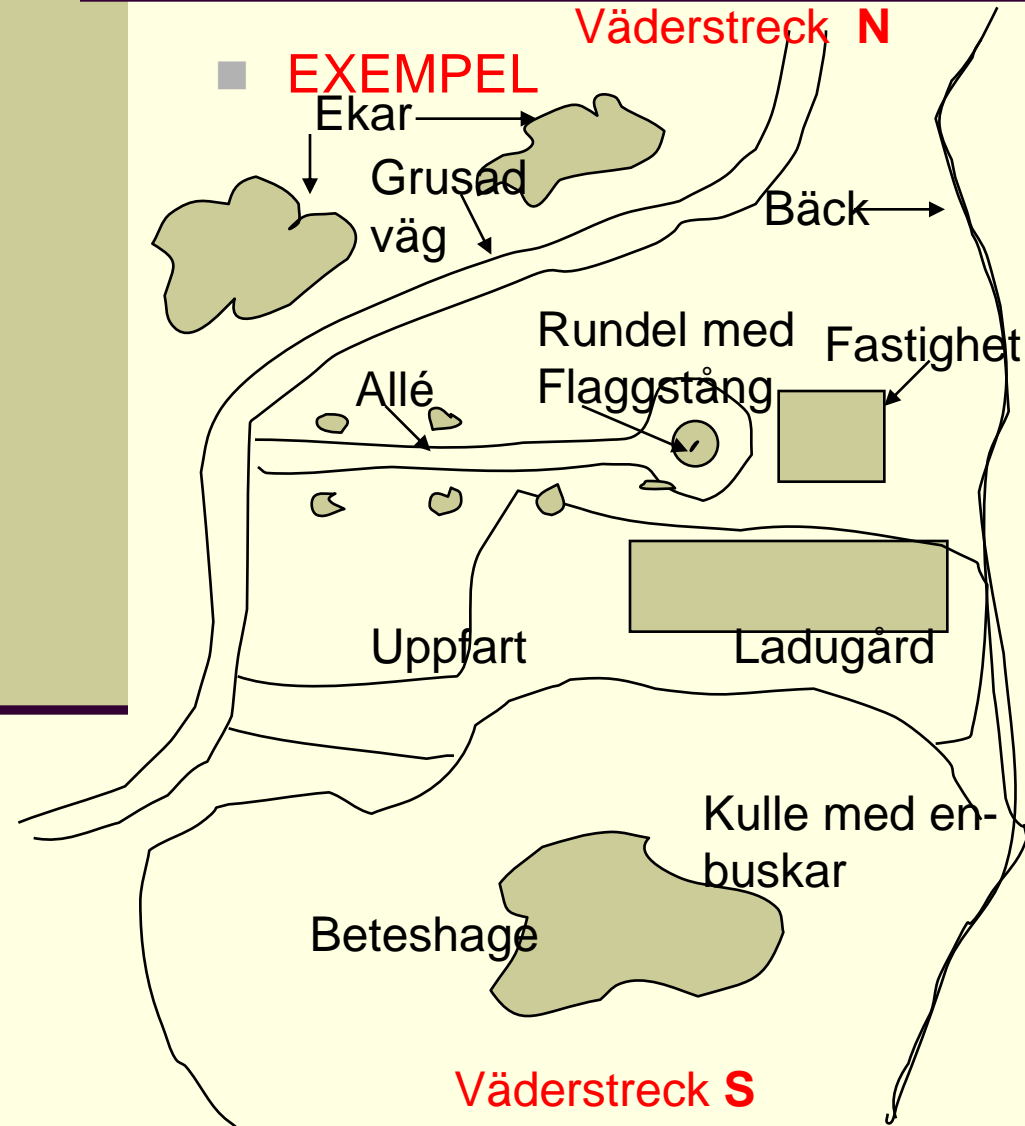 Väderstreck N
EXEMPEL
Ekar
Grusad
väg
Bäck
Rundel med
Flaggstång
Fastighet
Allé
Uppfart
Ladugård
Kulle med en-
buskar
Beteshage
Väderstreck S